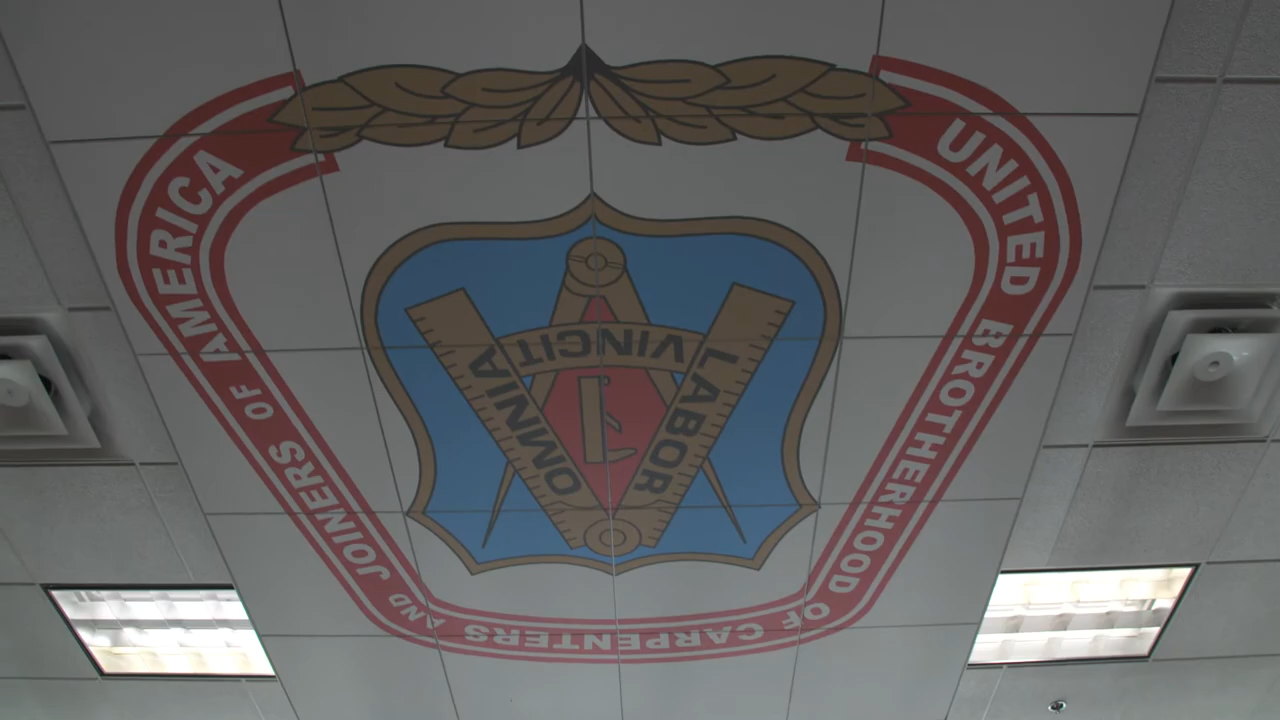 UNITED BROTHERHOOD OF CARPENTERS AND JOINERS OF AMERICA
LABOR
VINCIT
OMNIA